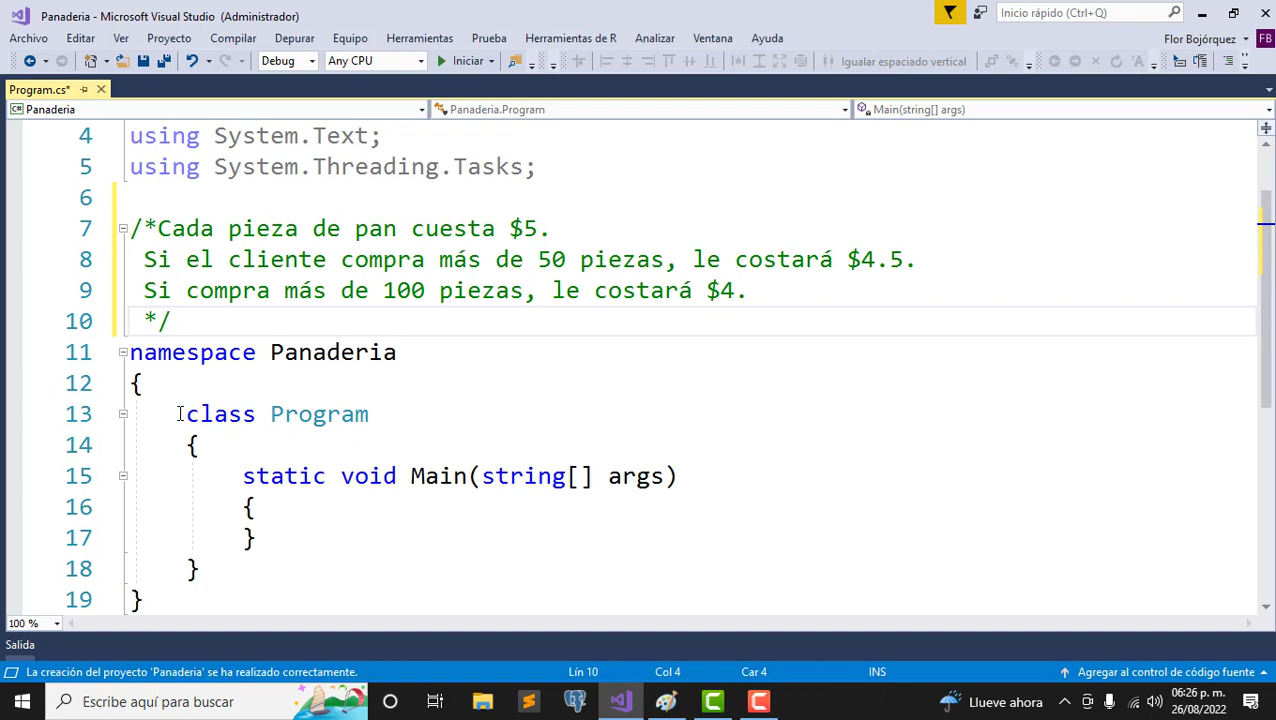 Panaderia - Microsoft Visual Studio (Administrador)
Inicio rápido (Ctrl+Q)
Archivo Editar Ver Proyecto Compilar Depurar Equipo Herramientas Prueba Herramientas de R Analizar Ventana Ayuda
Flor Bojórquez FB
Debug Any CPU Iniciar Igualar espaciado vertical
Program.cs*
C# Panaderia Panaderia.Program Main(string[] args)
4 using System.Text;
5 using System.Threading.Tasks;
6
7 /*Cada pieza de pan cuesta $5.
8 Si el cliente compra más de 50 piezas, le costará $4.5.
9 Si compra más de 100 piezas, le costará $4.
10 */
11 namespace Panaderia
12 {
13 class Program
14 {
15 static void Main(string[] args)
16 {
17 }
18 }
19 }
100 %
Salida
La creación del proyecto 'Panaderia' se ha realizado correctamente. Lín 10 Col 4 Car 4 INS Agregar al control de código fuente
Escribe aquí para buscar
Llueve ahora
06:26 p. m.
26/08/2022